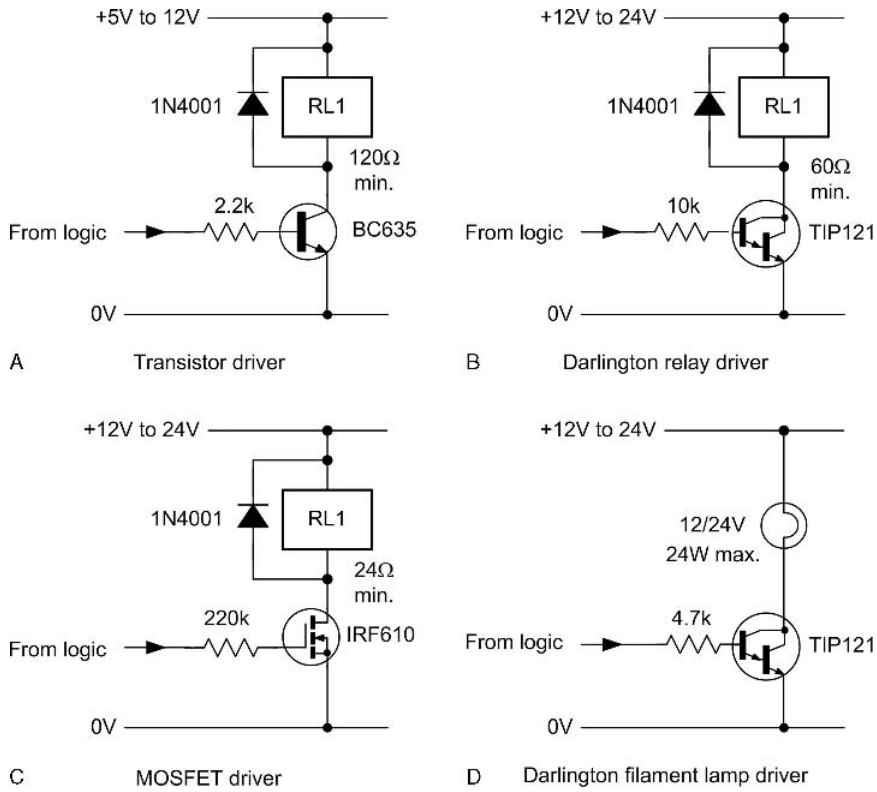 +5V to 12V
1N4001
RL1
120Ω
min.
2.2k
From logic
BC635
0V
A Transistor driver
+12V to 24V
1N4001
RL1
60Ω
min.
10k
From logic
TIP121
0V
B Darlington relay driver
+12V to 24V
1N4001
RL1
24Ω
min.
220k
From logic
IRF610
0V
C MOSFET driver
+12V to 24V
12/24V
24W max.
4.7k
From logic
TIP121
0V
D Darlington filament lamp driver